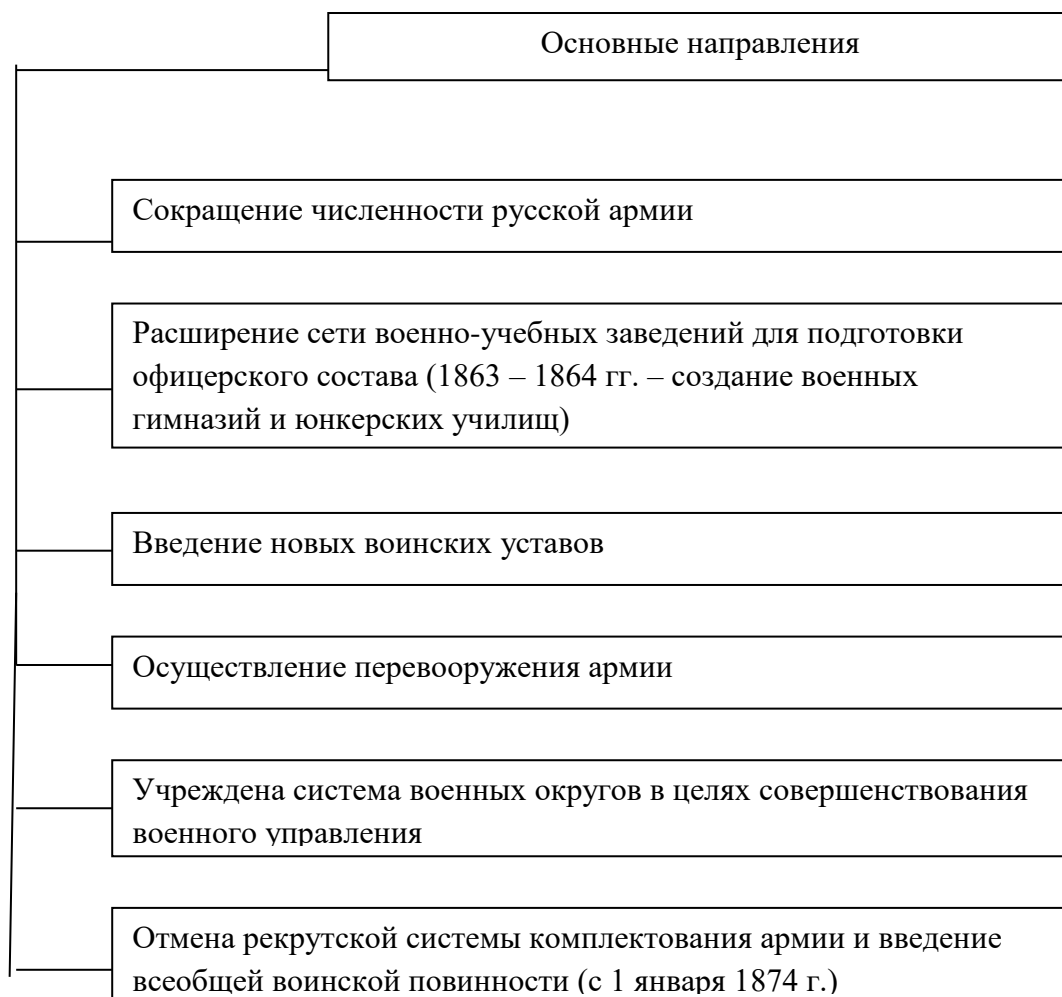 Основные направления
Сокращение численности русской армии
Расширение сети военно-учебных заведений для подготовки
офицерского состава (1863 – 1864 гг. – создание военных
гимназий и юнкерских училищ)
Введение новых воинских уставов
Осуществление перевооружения армии
Учреждена система военных округов в целях совершенствования
военного управления
Отмена рекрутской системы комплектования армии и введение
всеобщей воинской повинности (с 1 января 1874 г.)